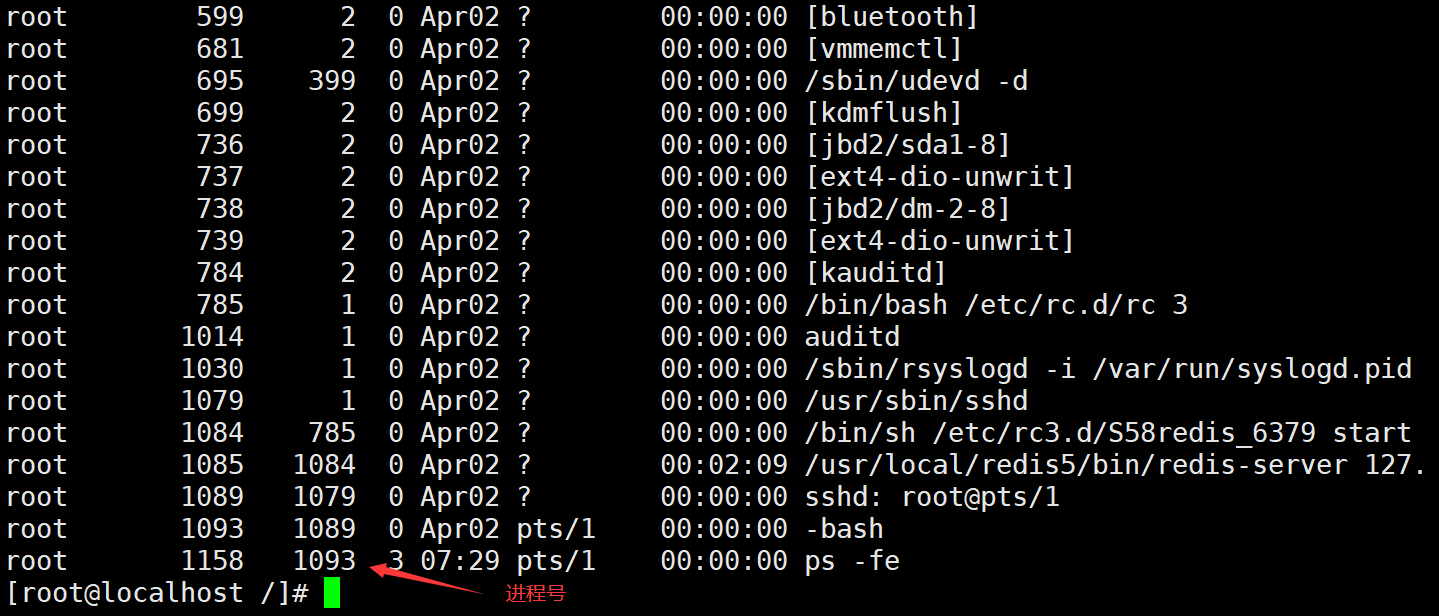 root        599      2  0 Apr02 ?        00:00:00 [bluetooth]
root        681      2  0 Apr02 ?        00:00:00 [vmmemctl]
root        695    399  0 Apr02 ?        00:00:00 /sbin/udevd -d
root        699      2  0 Apr02 ?        00:00:00 [kdmflush]
root        736      2  0 Apr02 ?        00:00:00 [jbd2/sda1-8]
root        737      2  0 Apr02 ?        00:00:00 [ext4-dio-unwrit]
root        738      2  0 Apr02 ?        00:00:00 [jbd2/dm-2-8]
root        739      2  0 Apr02 ?        00:00:00 [ext4-dio-unwrit]
root        784      2  0 Apr02 ?        00:00:00 [kauditd]
root        785      1  0 Apr02 ?        00:00:00 /bin/bash /etc/rc.d/rc 3
root       1014      1  0 Apr02 ?        00:00:00 auditd
root       1030      1  0 Apr02 ?        00:00:00 /sbin/rsyslogd -i /var/run/syslogd.pid
root       1079      1  0 Apr02 ?        00:00:00 /usr/sbin/sshd
root       1084    785  0 Apr02 ?        00:00:00 /bin/sh /etc/rc3.d/S58redis_6379 start
root       1085   1084  0 Apr02 ?        00:02:09 /usr/local/redis5/bin/redis-server 127.
root       1089   1079  0 Apr02 ?        00:00:00 sshd: root@pts/1
root       1093   1089  0 Apr02 pts/1    00:00:00 -bash
root       1158   1093  3 07:29 pts/1    00:00:00 ps -fe
[root@localhost /]#
进程号